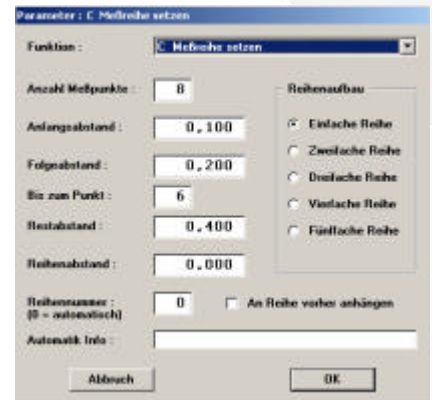 Parameter : C Meßreihe setzen
Funktion :
C Meßreihe setzen
Anzahl Meßpunkte :
8
Anfangsabstand :
0,100
Folgeabstand :
0,200
Bis zum Punkt :
6
Restabstand :
0,400
Reihenabstand :
0,000
Reihennummer :
(0 = automatisch)
0
An Reihe vorher anhängen
Automatik Info :
Reihenaufbau
Einfache Reihe
Zweifache Reihe
Dreifache Reihe
Vierfache Reihe
Fünffache Reihe
Abbruch
OK